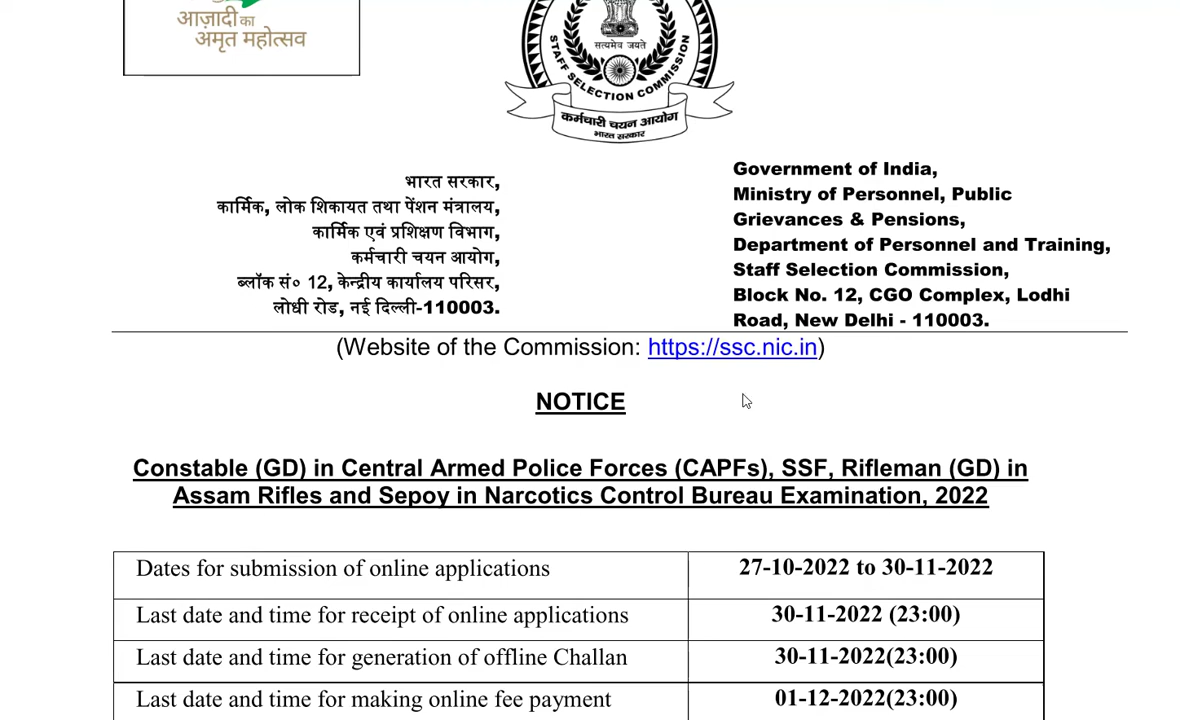 आज़ादी का
अमृत महोत्सव
सत्यमेव जयते
STAFF SELECTION COMMISSION
कर्मचारी चयन आयोग
भारत सरकार
भारत सरकार,
कार्मिक, लोक शिकायत तथा पेंशन मंत्रालय,
कार्मिक एवं प्रशिक्षण विभाग,
कर्मचारी चयन आयोग,
ब्लॉक सं० 12, केन्द्रीय कार्यालय परिसर,
लोधी रोड, नई दिल्ली-110003.
Government of India,
Ministry of Personnel, Public
Grievances & Pensions,
Department of Personnel and Training,
Staff Selection Commission,
Block No. 12, CGO Complex, Lodhi
Road, New Delhi - 110003.
(Website of the Commission: https://ssc.nic.in)
NOTICE
Constable (GD) in Central Armed Police Forces (CAPFs), SSF, Rifleman (GD) in
Assam Rifles and Sepoy in Narcotics Control Bureau Examination, 2022
Dates for submission of online applications 27-10-2022 to 30-11-2022
Last date and time for receipt of online applications 30-11-2022 (23:00)
Last date and time for generation of offline Challan 30-11-2022(23:00)
Last date and time for making online fee payment 01-12-2022(23:00)